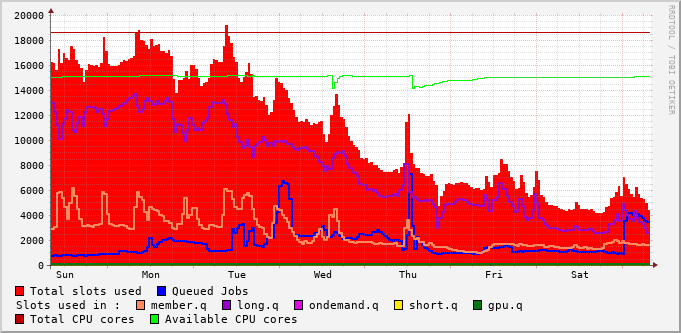 RRDTOOL / TOBI OETIKER
20000
18000
16000
14000
12000
10000
8000
6000
4000
2000
0
Sun Mon Tue Wed Thu Fri Sat
Total slots used Queued Jobs
Slots used in : member.q long.q ondemand.q short.q gpu.q
Total CPU cores Available CPU cores